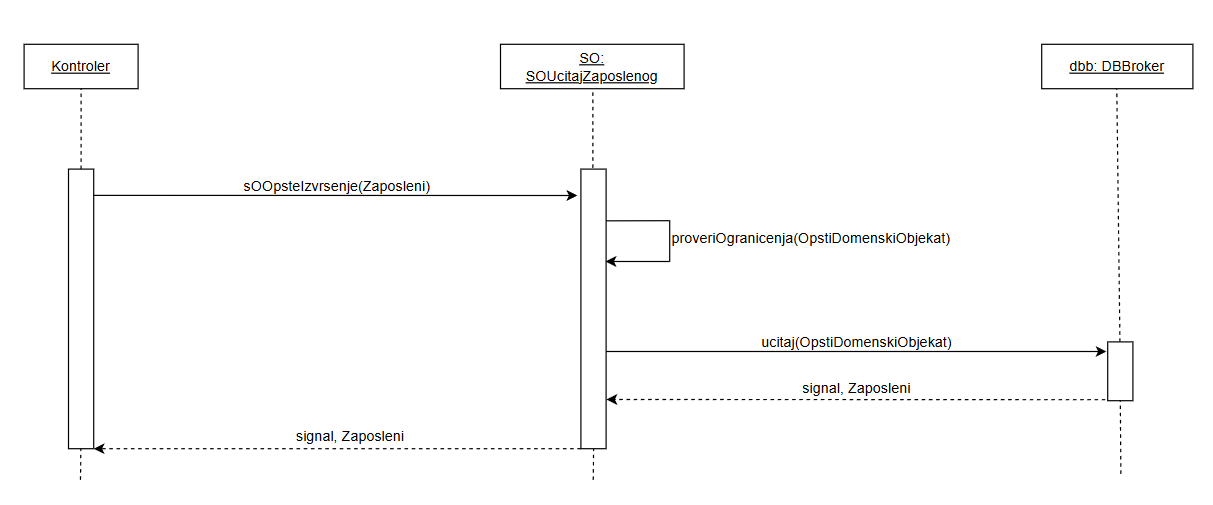 Kontroler
SO:
SOUcitajZaposlenog
dbb: DBBroker
sOOpsteIzvrsenje(Zaposleni)
proveriOgranicenja(OpstiDomenskiObjekat)
ucitaj(OpstiDomenskiObjekat)
signal, Zaposleni
signal, Zaposleni